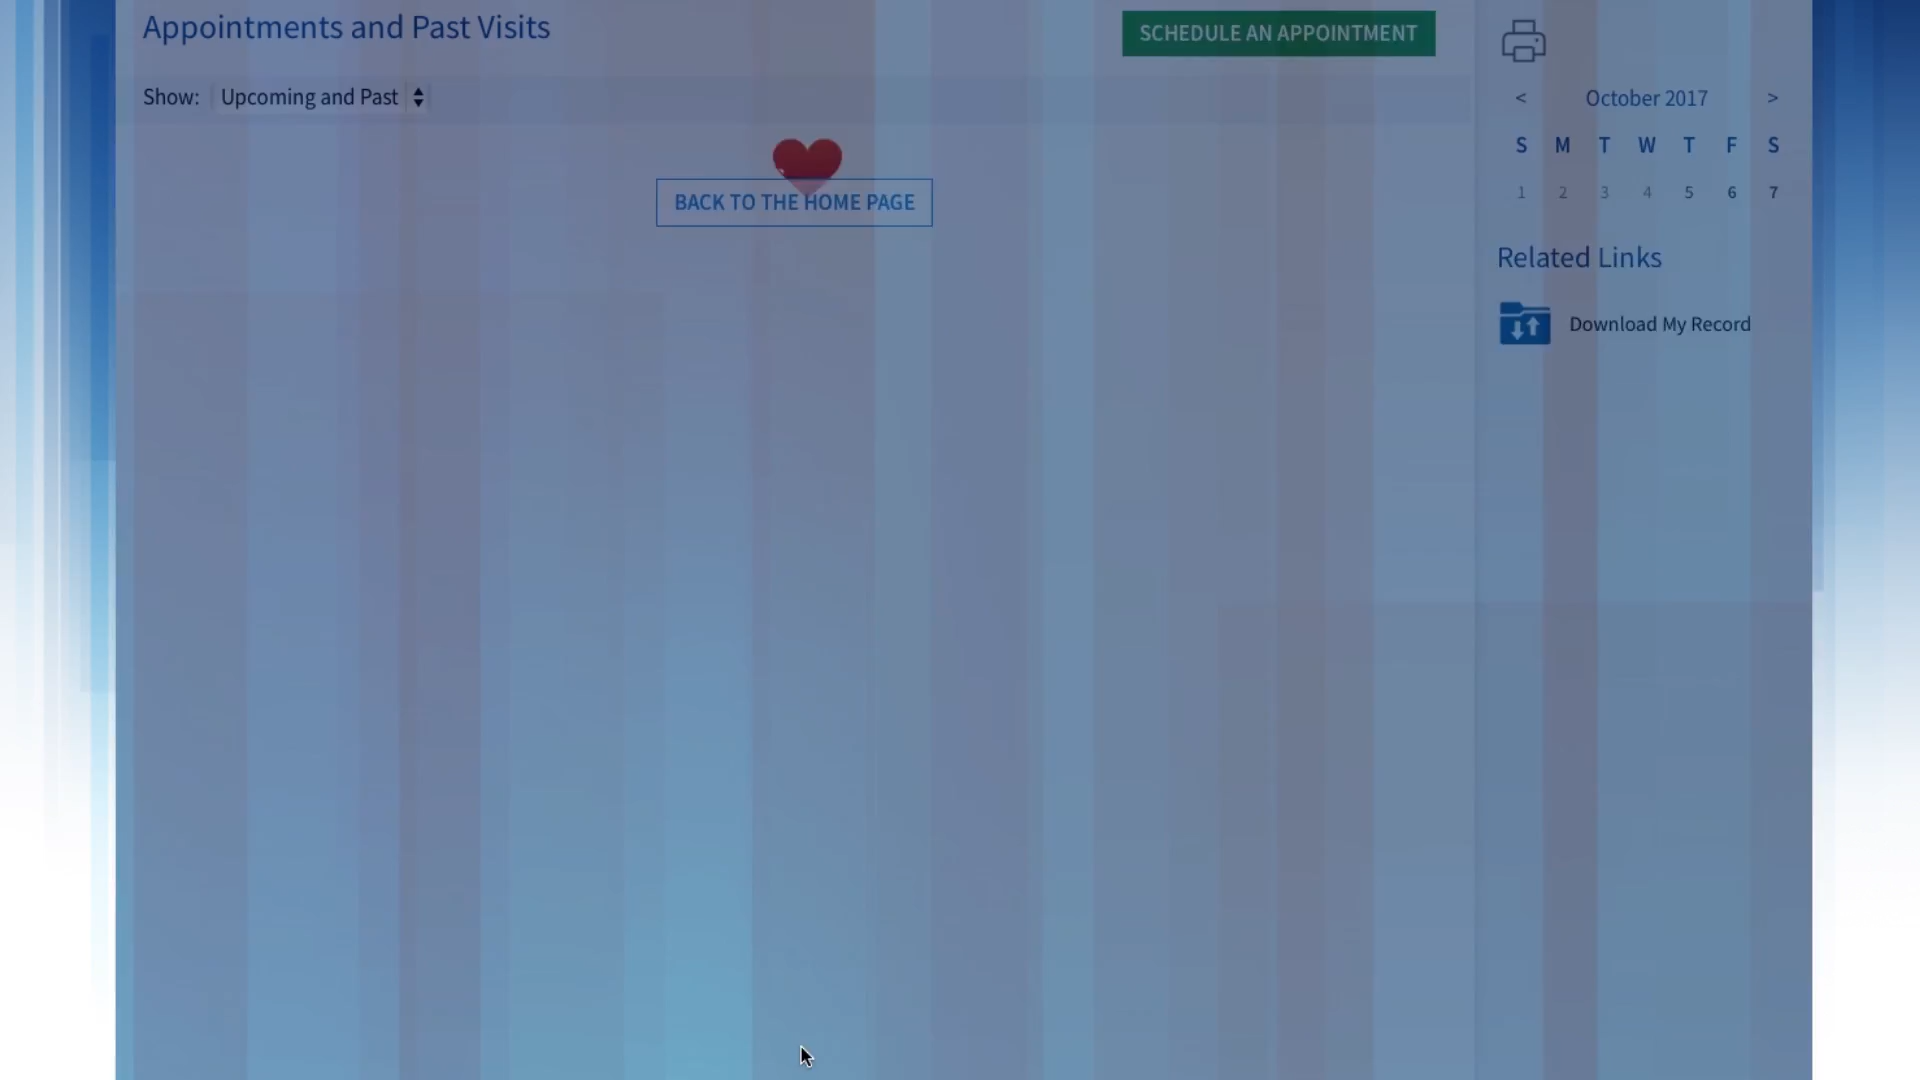 Appointments and Past Visits
SCHEDULE AN APPOINTMENT
Show: Upcoming and Past
BACK TO THE HOME PAGE
< October 2017 >
S M T W T F S
1 2 3 4 5 6 7
Related Links
Download My Record